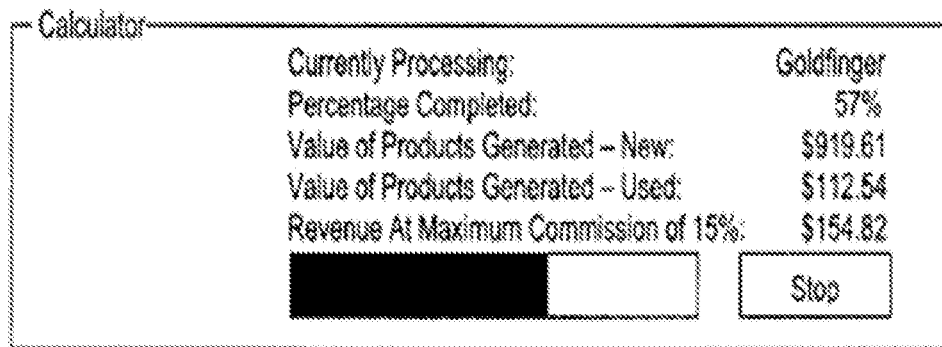 Calculator
Currently Processing: Goldfinger
Percentage Completed: 57%
Value of Products Generated – New: $919.61
Value of Products Generated – Used: $112.54
Revenue At Maximum Commission of 15%: $154.82
Stop